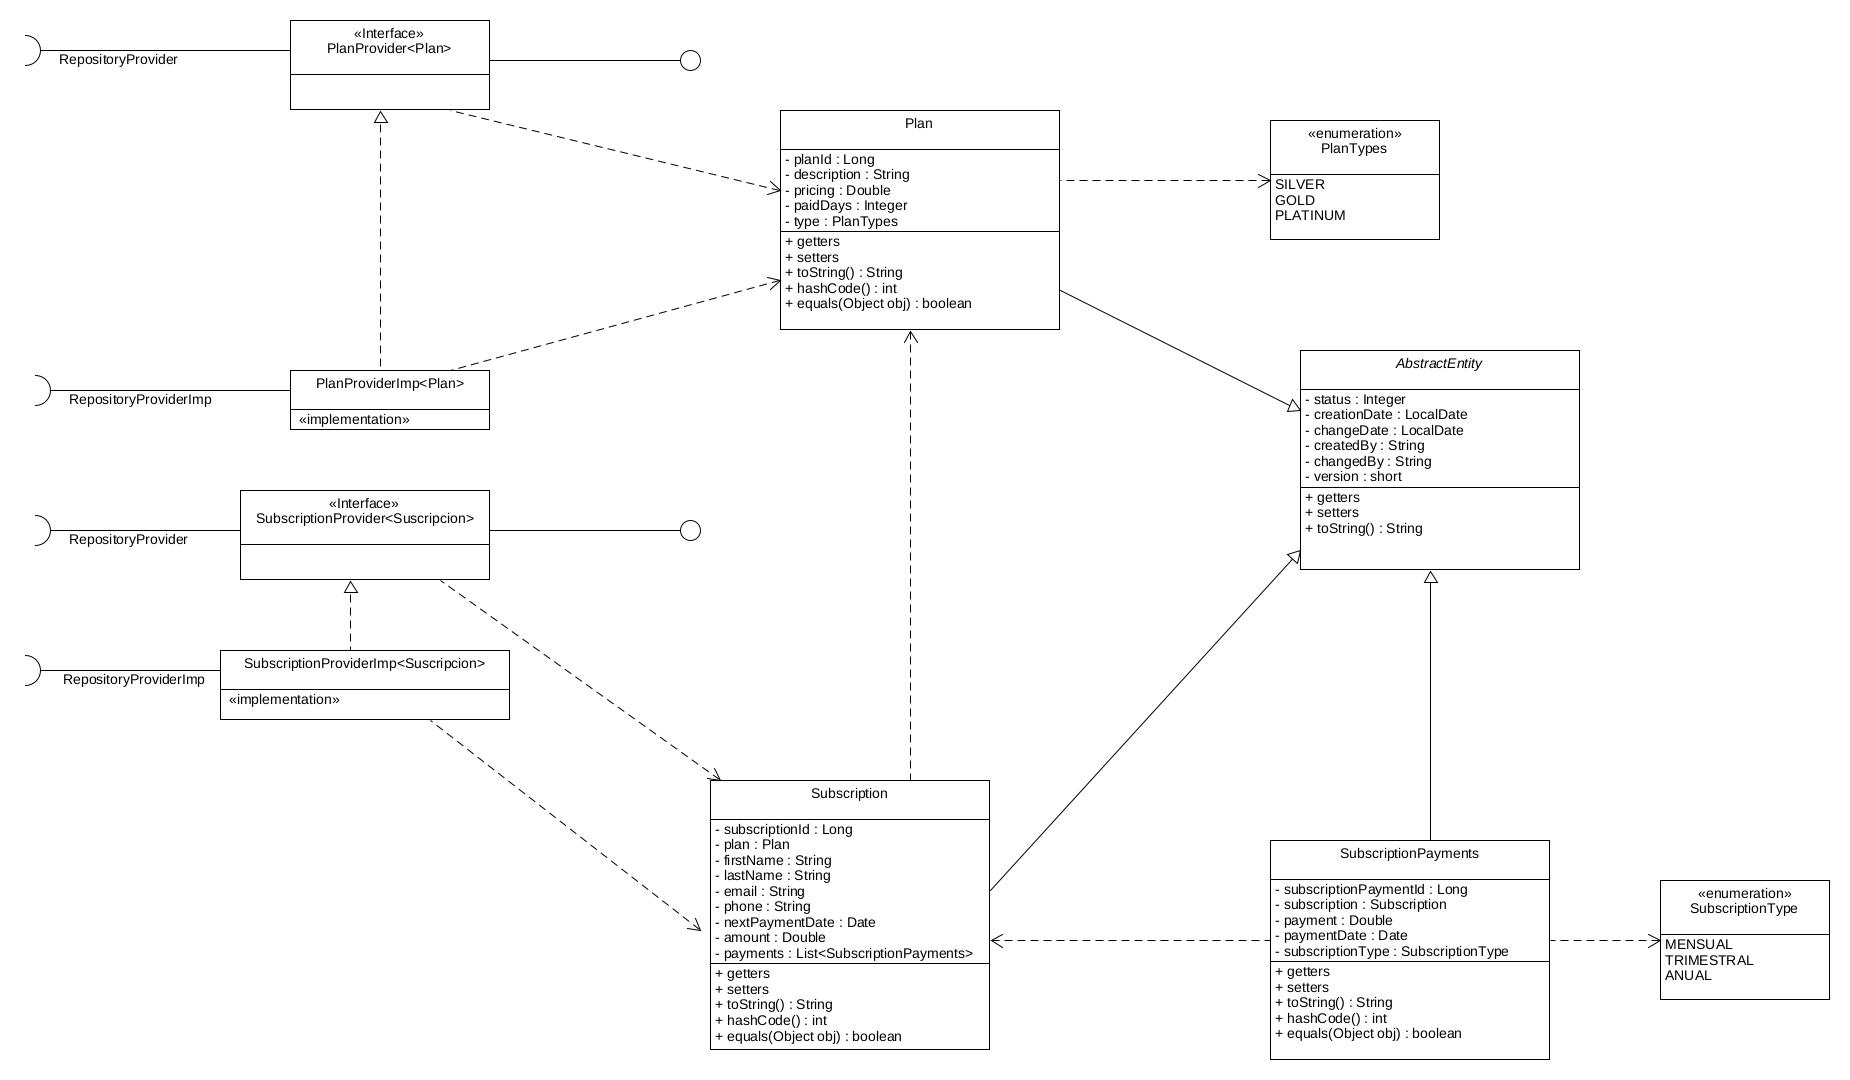 «Interface»
PlanProvider<Plan>
RepositoryProvider
Plan
- planId : Long
- description : String
- pricing : Double
- paidDays : Integer
- type : PlanTypes
+ getters
+ setters
+ toString() : String
+ hashCode() : int
+ equals(Object obj) : boolean
«enumeration»
PlanTypes
SILVER
GOLD
PLATINUM
PlanProviderImp<Plan>
«implementation»
RepositoryProviderImp
AbstractEntity
- status : Integer
- creationDate : LocalDate
- changeDate : LocalDate
- createdBy : String
- changedBy : String
- version : short
+ getters
+ setters
+ toString() : String
«Interface»
SubscriptionProvider<Suscripcion>
RepositoryProvider
SubscriptionProviderImp<Suscripcion>
«implementation»
RepositoryProviderImp
Subscription
- subscriptionId : Long
- plan : Plan
- firstName : String
- lastName : String
- email : String
- phone : String
- nextPaymentDate : Date
- amount : Double
- payments : List<SubscriptionPayments>
+ getters
+ setters
+ toString() : String
+ hashCode() : int
+ equals(Object obj) : boolean
SubscriptionPayments
- subscriptionPaymentId : Long
- subscription : Subscription
- payment : Double
- paymentDate : Date
- subscriptionType : SubscriptionType
+ getters
+ setters
+ toString() : String
+ hashCode() : int
+ equals(Object obj) : boolean
«enumeration»
SubscriptionType
MENSUAL
TRIMESTRAL
ANUAL